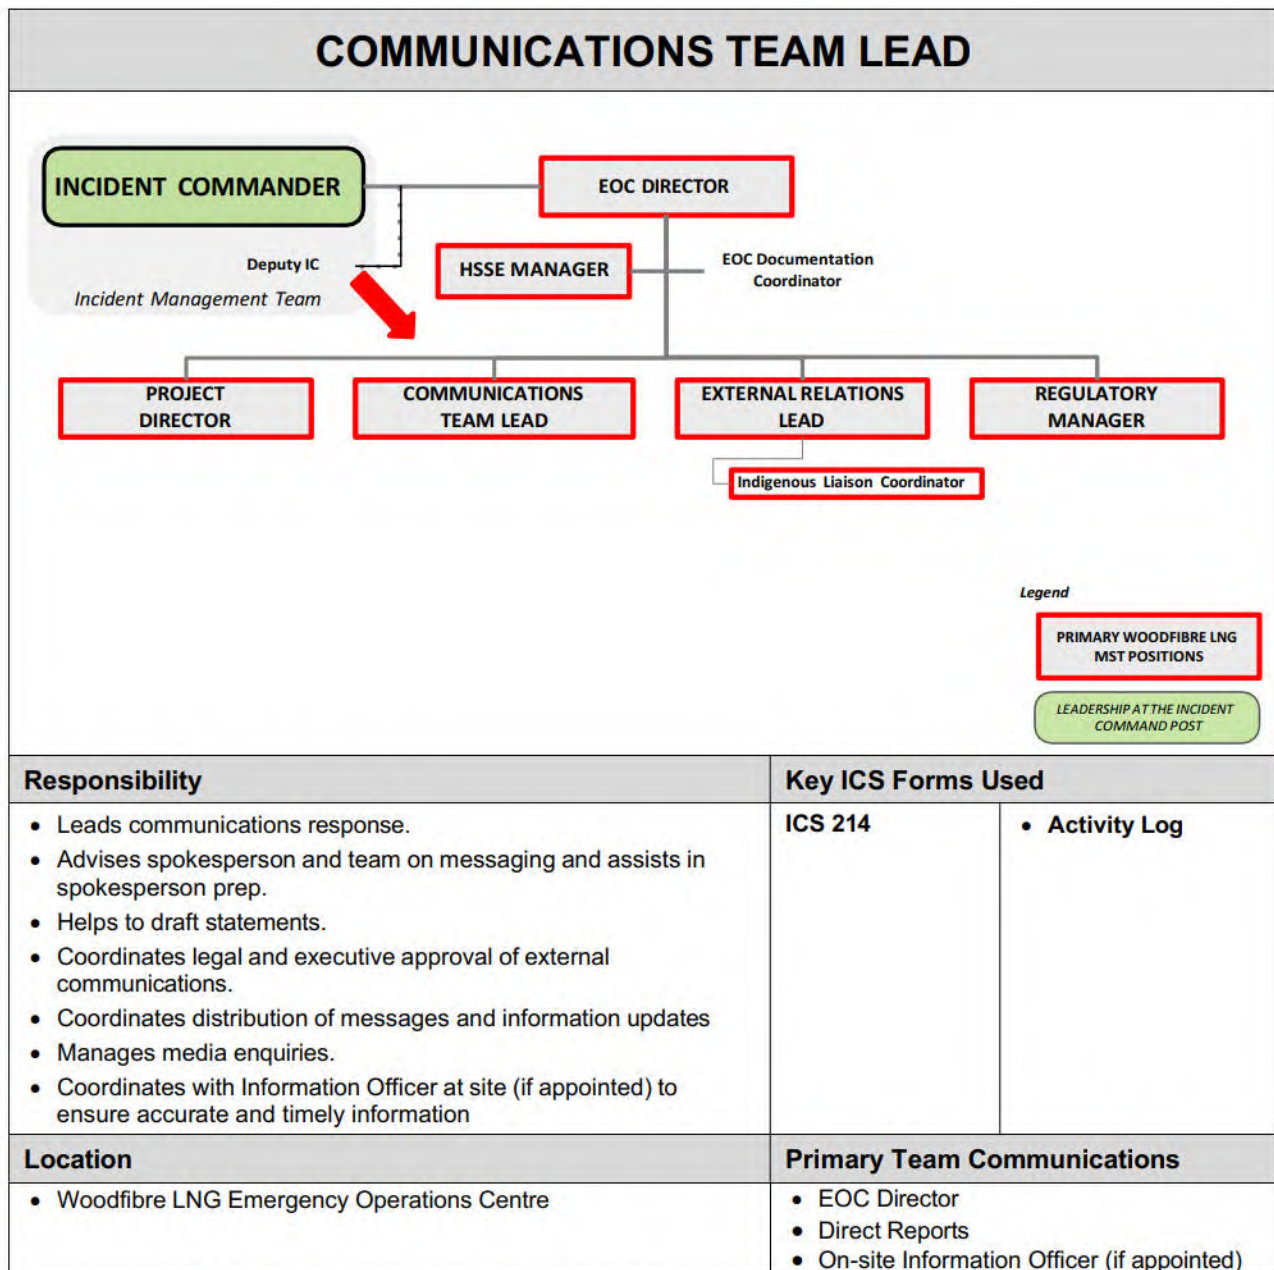 COMMUNICATIONS TEAM LEAD
INCIDENT COMMANDER
EOC DIRECTOR
Deputy IC
Incident Management Team
HSSE MANAGER
EOC Documentation
Coordinator
PROJECT
DIRECTOR
COMMUNICATIONS
TEAM LEAD
EXTERNAL RELATIONS
LEAD
REGULATORY
MANAGER
Indigenous Liaison Coordinator
Legend
PRIMARY WOODFIBRE LNG
MST POSITIONS
LEADERSHIP AT THE INCIDENT
COMMAND POST
Responsibility
• Leads communications response.
• Advises spokesperson and team on messaging and assists in
spokesperson prep.
• Helps to draft statements.
• Coordinates legal and executive approval of external
communications.
• Coordinates distribution of messages and information updates
• Manages media enquiries.
• Coordinates with Information Officer at site (if appointed) to
ensure accurate and timely information
Key ICS Forms Used
ICS 214
• Activity Log
Location
• Woodfibre LNG Emergency Operations Centre
Primary Team Communications
• EOC Director
• Direct Reports
• On-site Information Officer (if appointed)